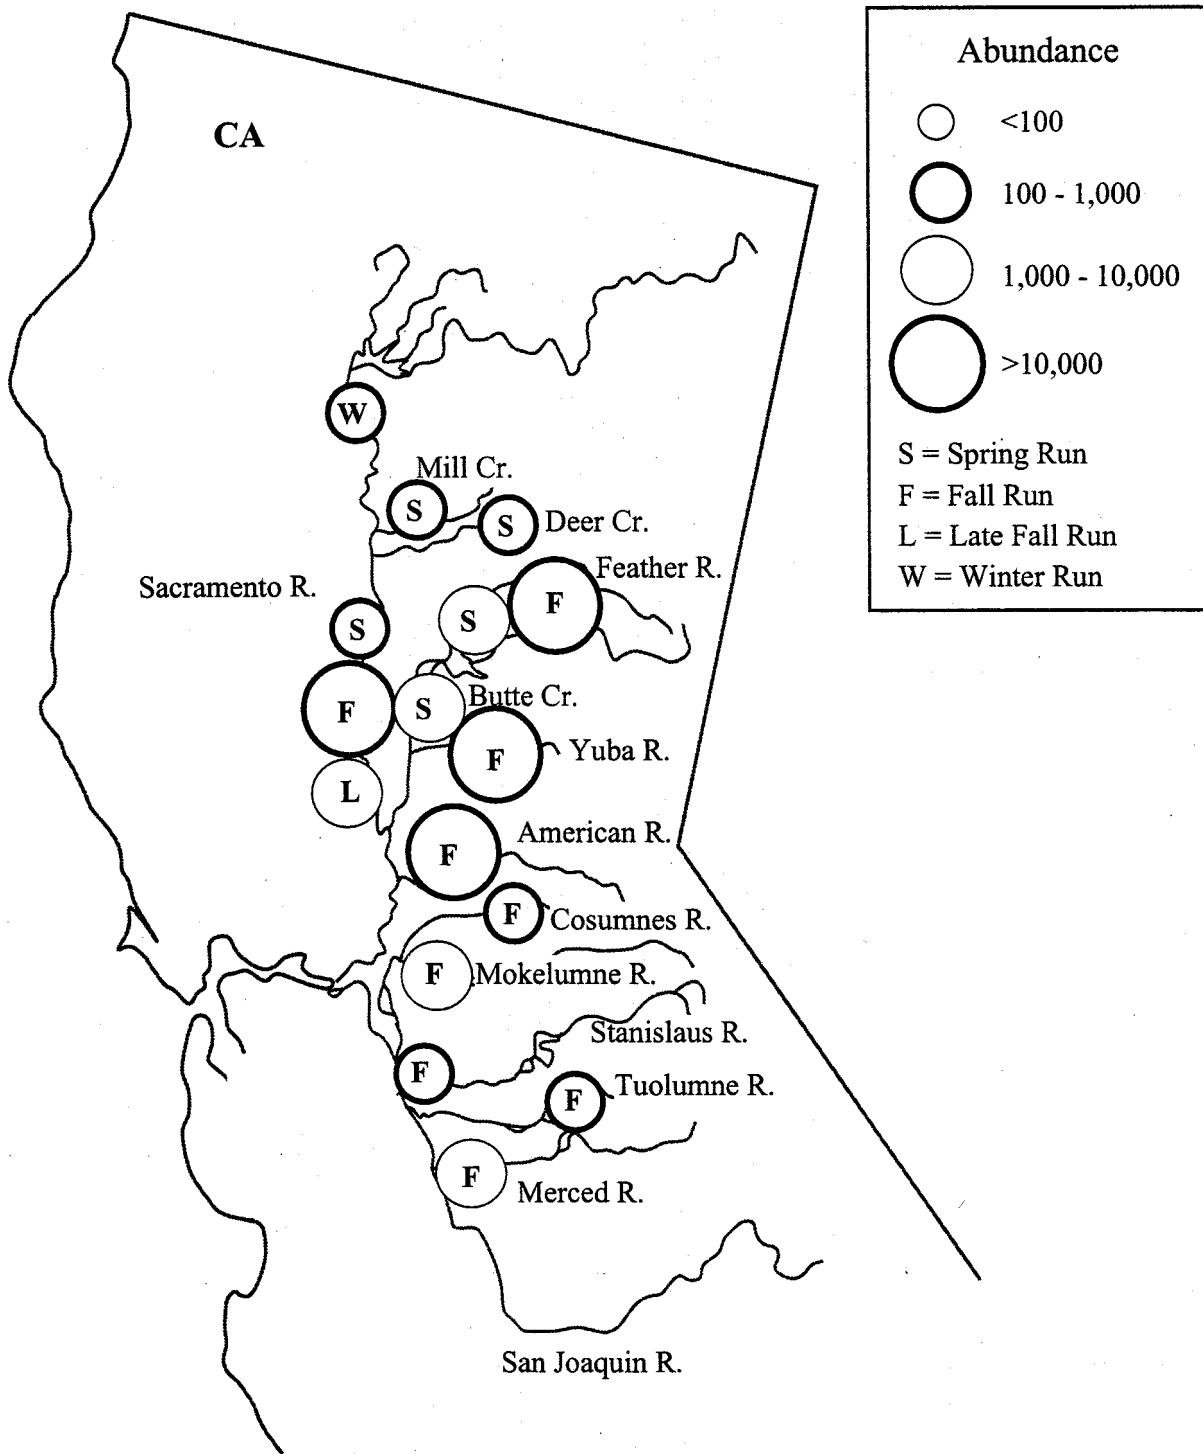 Abundance
<100
100 - 1,000
1,000 - 10,000
>10,000
S = Spring Run
F = Fall Run
L = Late Fall Run
W = Winter Run
CA
W
Mill Cr.
S
S
Deer Cr.
Feather R.
Sacramento R.
F
S
S
Butte Cr.
F
S
Yuba R.
F
L
American R.
F
F
Cosumnes R.
F
Mokelumne R.
Stanislaus R.
F
Tuolumne R.
F
F
Merced R.
San Joaquin R.